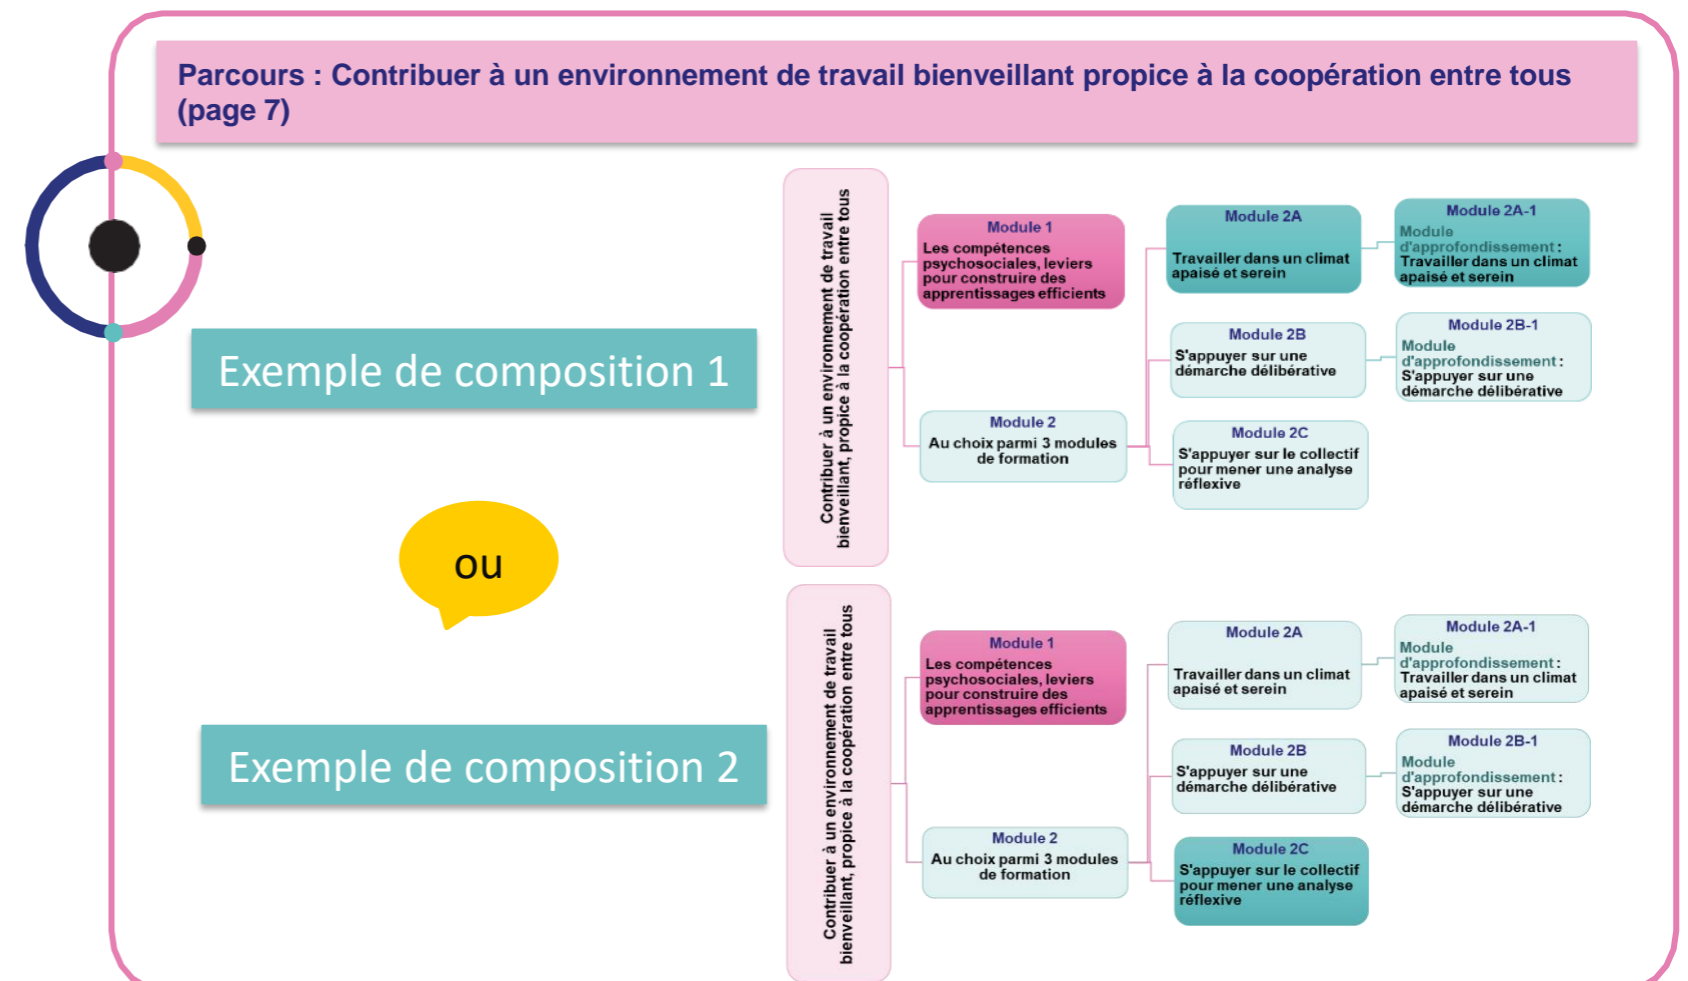 Parcours : Contribuer à un environnement de travail bienveillant propice à la coopération entre tous
(page 7)
Exemple de composition 1
Contribuer à un environnement de travail
bienveillant, propice à la coopération entre tous
Module 1
Les compétences
psychosociales, leviers
pour construire des
apprentissages efficients
Module 2
Au choix parmi 3 modules
de formation
Module 2A
Travailler dans un climat
apaisé et serein
Module 2A-1
Module
d'approfondissement :
Travailler dans un climat
apaisé et serein
Module 2B
S'appuyer sur une
démarche délibérative
Module 2B-1
Module
d'approfondissement :
S'appuyer sur une
démarche délibérative
Module 2C
S'appuyer sur le collectif
pour mener une analyse
réflexive
ou
Exemple de composition 2
Contribuer à un environnement de travail
bienveillant, propice à la coopération entre tous
Module 1
Les compétences
psychosociales, leviers
pour construire des
apprentissages efficients
Module 2
Au choix parmi 3 modules
de formation
Module 2A
Travailler dans un climat
apaisé et serein
Module 2A-1
Module
d'approfondissement :
Travailler dans un climat
apaisé et serein
Module 2B
S'appuyer sur une
démarche délibérative
Module 2B-1
Module
d'approfondissement :
S'appuyer sur une
démarche délibérative
Module 2C
S'appuyer sur le collectif
pour mener une analyse
réflexive